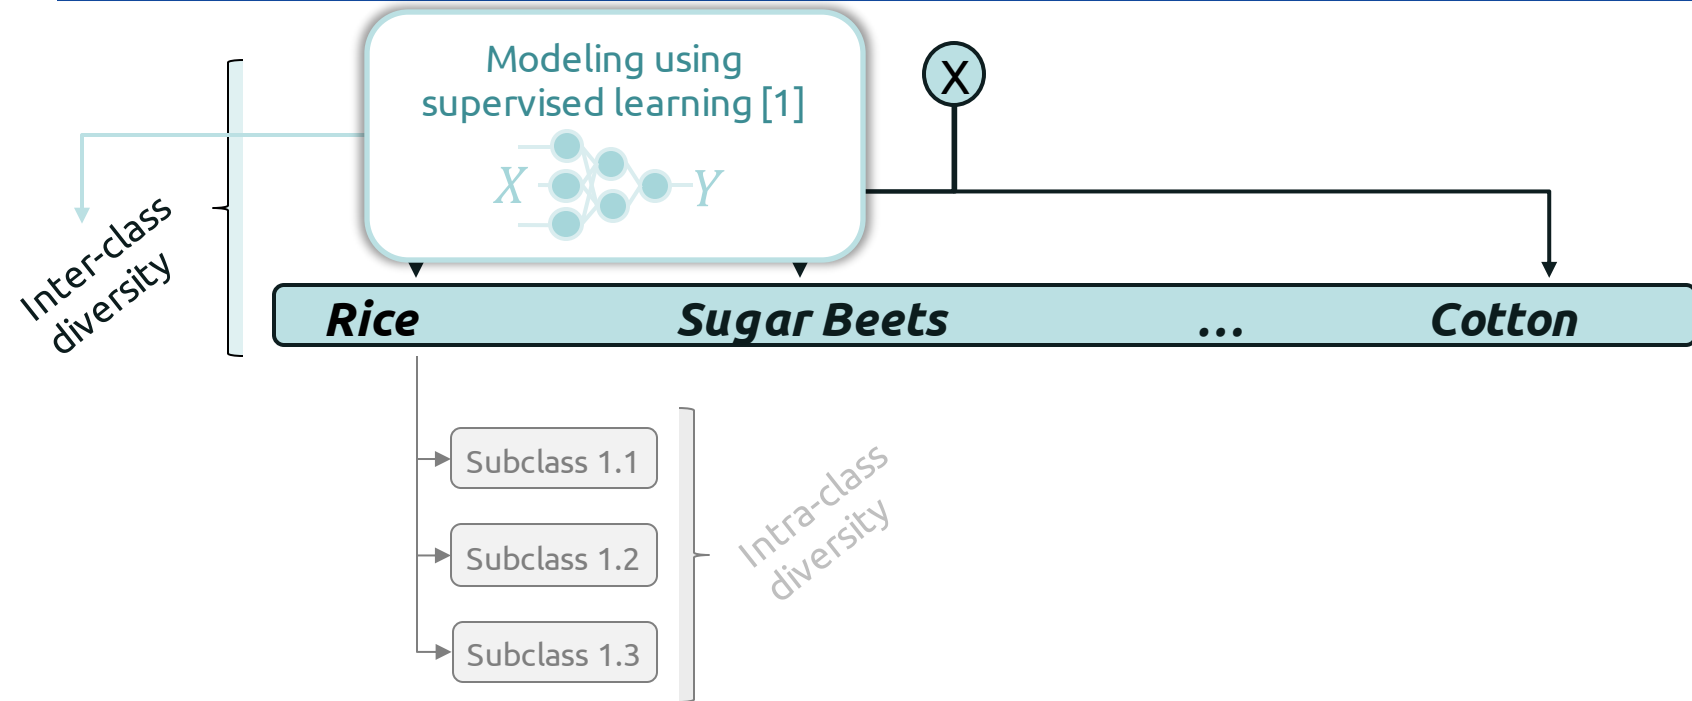 Modeling using
supervised learning [1]
X
Y
X
Inter-class
diversity
Rice
Sugar Beets
...
Cotton
Subclass 1.1
Subclass 1.2
Subclass 1.3
Intra-class
diversity